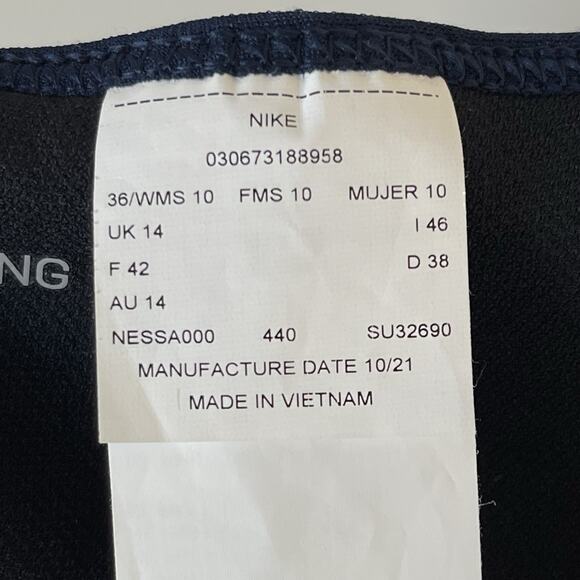 NIKE
030673188958
36/WMS 10 FMS 10 MUJER 10
UK 14 I 46
F 42 D 38
AU 14
NESSA000 440 SU32690
MANUFACTURE DATE 10/21
MADE IN VIETNAM
NG